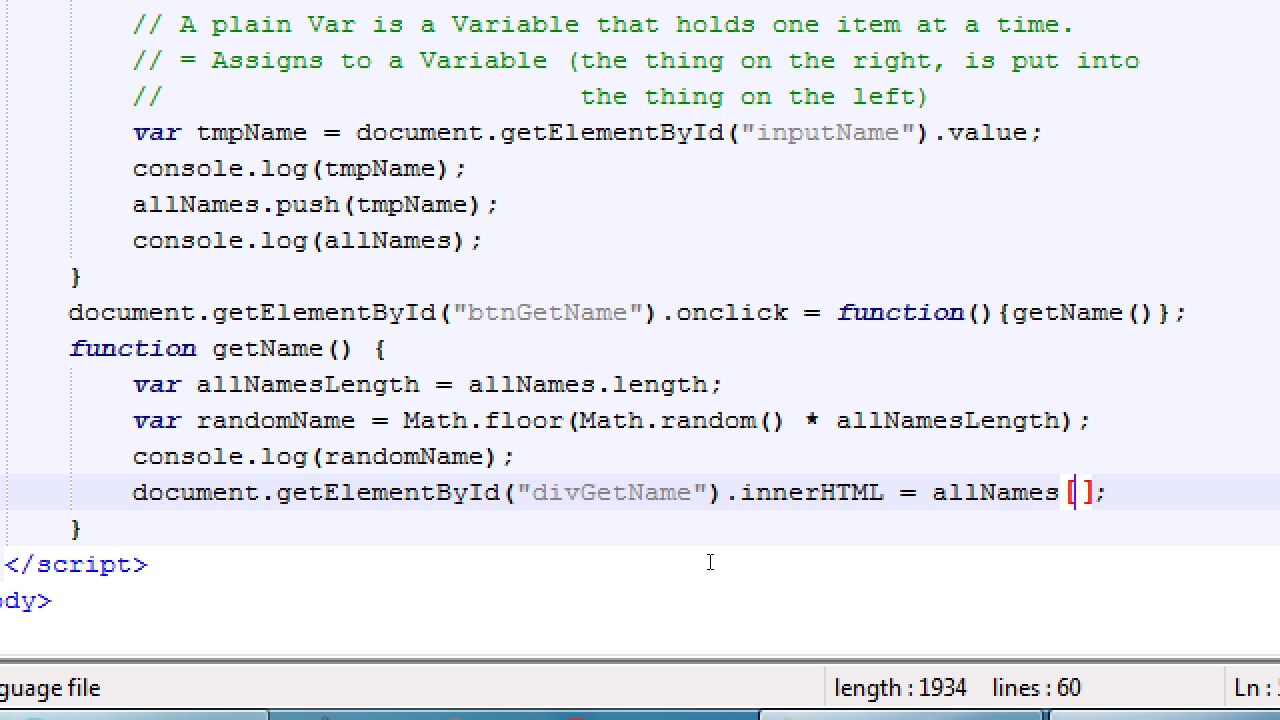 // A plain Var is a Variable that holds one item at a time.
// = Assigns to a Variable (the thing on the right, is put into
//                          the thing on the left)
var tmpName = document.getElementById("inputName").value;
console.log(tmpName);
allNames.push(tmpName);
console.log(allNames);
}
document.getElementById("btnGetName").onclick = function(){getName()};
function getName() {
var allNamesLength = allNames.length;
var randomName = Math.floor(Math.random() * allNamesLength);
console.log(randomName);
document.getElementById("divGetName").innerHTML = allNames[];
}
</script>
ody>
guage file length : 1934 lines : 60 Ln :